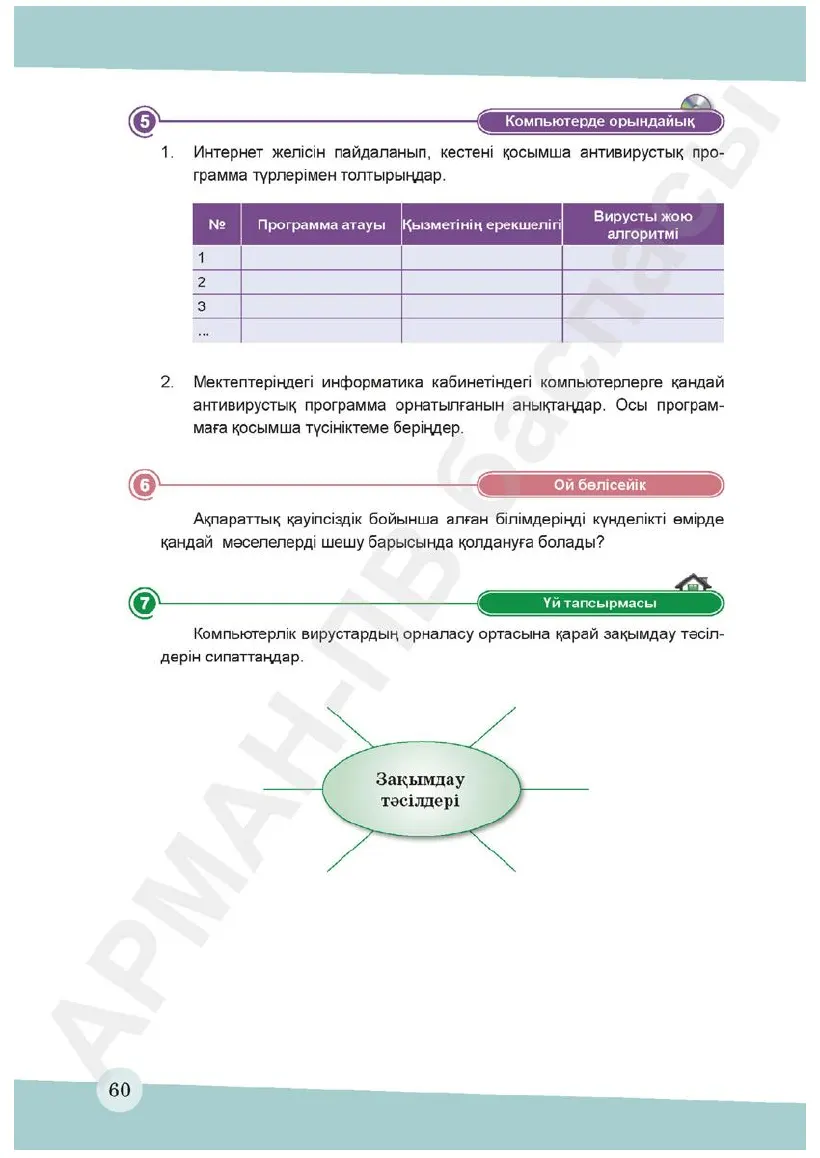 5
Компьютерде орындайық
1. Интернет желісін пайдаланып, кестені қосымша антивирустық про-
грамма түрлерімен толтырыңдар.
№ Программа атауы Қызметінің ерекшелігі Вирусты жою алгоритмі
1
2
3
...
2. Мектептеріңдегі информатика кабинетіндегі компьютерлерге қандай
антивирустық программа орнатылғанын анықтаңдар. Осы програм-
маға қосымша түсініктеме беріңдер.
6
Ой бөлісейік
Ақпараттық қауіпсіздік бойынша алған білімдеріңді күнделікті өмірде
қандай мәселелерді шешу барысында қолдануға болады?
7
Үй тапсырмасы
Компьютерлік вирустардың орналасу ортасына қарай зақымдау тәсіл-
дерін сипаттаңдар.
Зақымдау
тәсілдері
60
АРМАН-ПВ баспасы